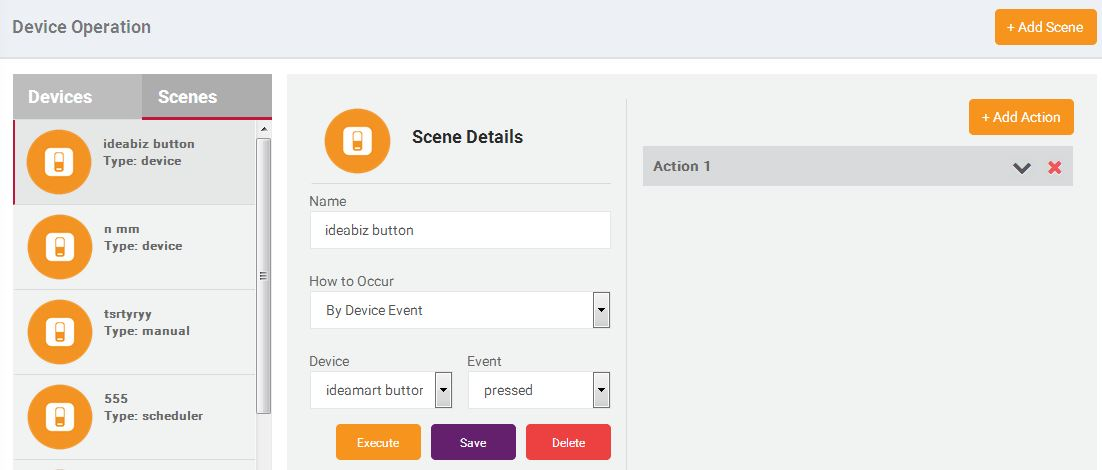 Device Operation
+ Add Scene
Devices
Scenes
ideabiz button
Type: device
n mm
Type: device
tsrtyryy
Type: manual
555
Type: scheduler
Scene Details
Name
ideabiz button
How to Occur
By Device Event
Device
Event
ideamart button
pressed
Execute
Save
Delete
+ Add Action
Action 1